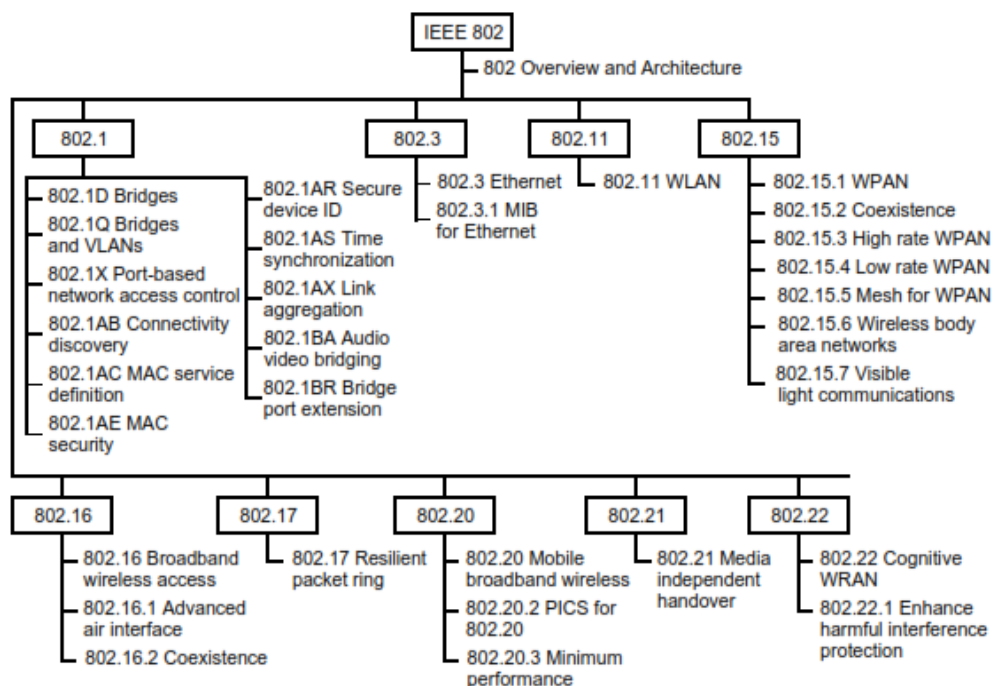 IEEE 802
802 Overview and Architecture
802.1
802.1D Bridges
802.1Q Bridges
and VLANs
802.1X Port-based
network access control
802.1AB Connectivity
discovery
802.1AC MAC service
definition
802.1AE MAC
security
802.1AR Secure
device ID
802.1AS Time
synchronization
802.1AX Link
aggregation
802.1BA Audio
video bridging
802.1BR Bridge
port extension
802.3
802.3 Ethernet
802.3.1 MIB
for Ethernet
802.11
802.11 WLAN
802.15
802.15.1 WPAN
802.15.2 Coexistence
802.15.3 High rate WPAN
802.15.4 Low rate WPAN
802.15.5 Mesh for WPAN
802.15.6 Wireless body
area networks
802.15.7 Visible
light communications
802.16
802.16 Broadband
wireless access
802.16.1 Advanced
air interface
802.16.2 Coexistence
802.17
802.17 Resilient
packet ring
802.20
802.20 Mobile
broadband wireless
802.20.2 PICS for
802.20
802.20.3 Minimum
performance
802.21
802.21 Media
independent
handover
802.22
802.22 Cognitive
WRAN
802.22.1 Enhance
harmful interference
protection